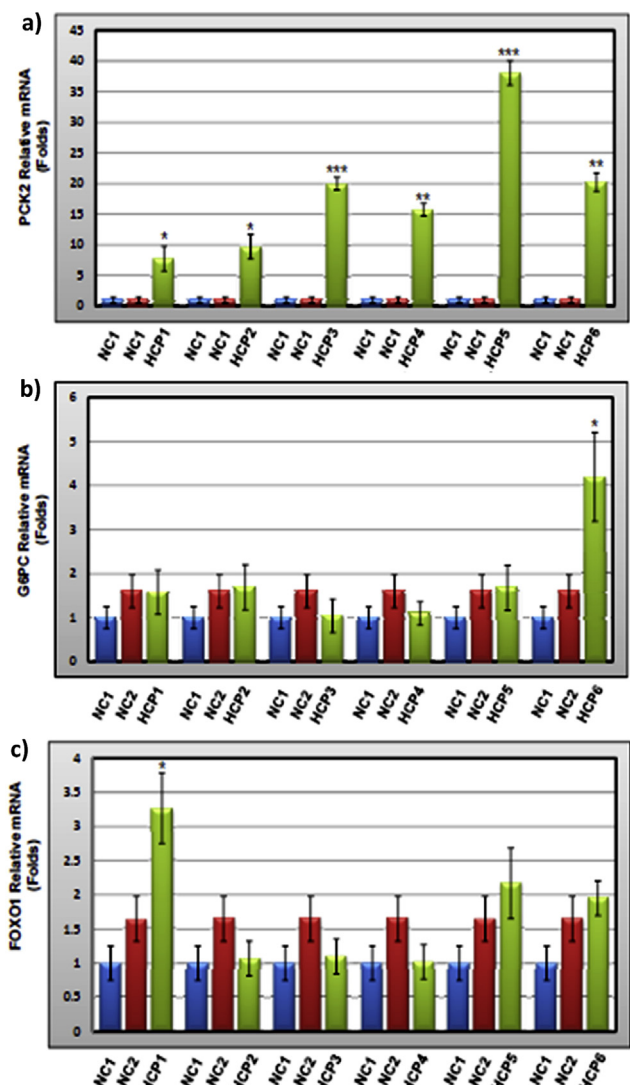 a)
PCK2 Relative mRNA
(Folds)
45
40
35
30
25
20
15
10
5
0
*
*
***
**
***
**
NC1 NC1 HCP1 NC1 NC1 HCP2 NC1 NC1 HCP3 NC1 NC1 HCP4 NC1 NC1 HCP5 NC1 NC1 HCP6
b)
G6PC Relative mRNA
(Folds)
6
5
4
3
2
1
0
*
NC1 NC2 HCP1 NC1 NC2 HCP2 NC1 NC2 HCP3 NC1 NC2 HCP4 NC1 NC2 HCP5 NC1 NC2 HCP6
c)
FOXO1 Relative mRNA
(Folds)
4
3.5
3
2.5
2
1.5
1
0.5
0
*
NC1 NC2 HCP1 NC1 NC2 HCP2 NC1 NC2 HCP3 NC1 NC2 HCP4 NC1 NC2 HCP5 NC1 NC2 HCP6